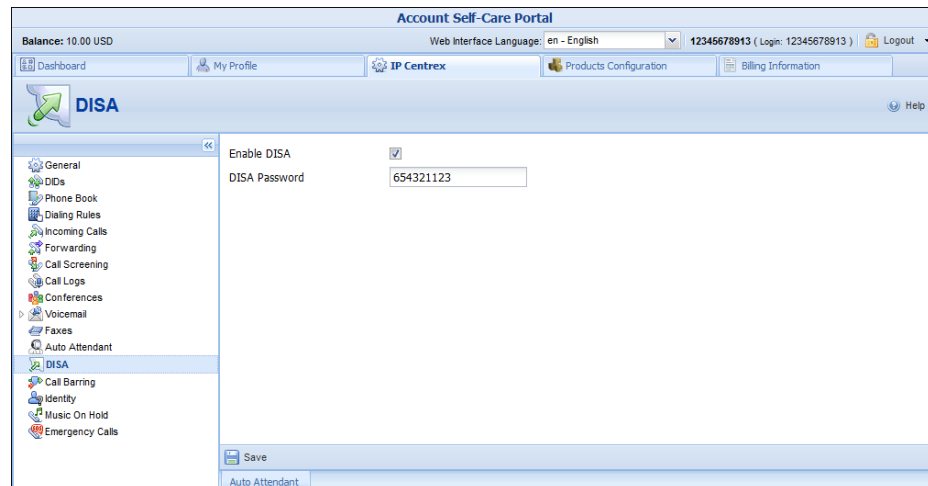 Account Self-Care Portal
Balance: 10.00 USD Web Interface Language: en - English 12345678913 ( Login: 12345678913 ) Logout
Dashboard My Profile IP Centrex Products Configuration Billing Information
DISA Help
General
DIDs
Phone Book
Dialing Rules
Incoming Calls
Forwarding
Call Screening
Call Logs
Conferences
Voicemail
Faxes
Auto Attendant
DISA
Call Barring
Identity
Music On Hold
Emergency Calls
Enable DISA
DISA Password 654321123
Save
Auto Attendant